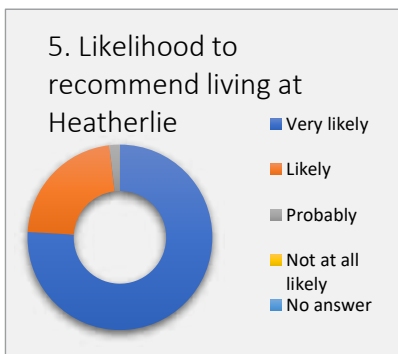 5. Likelihood to
recommend living at
Heatherlie
Very likely
Likely
Probably
Not at all
likely
No answer